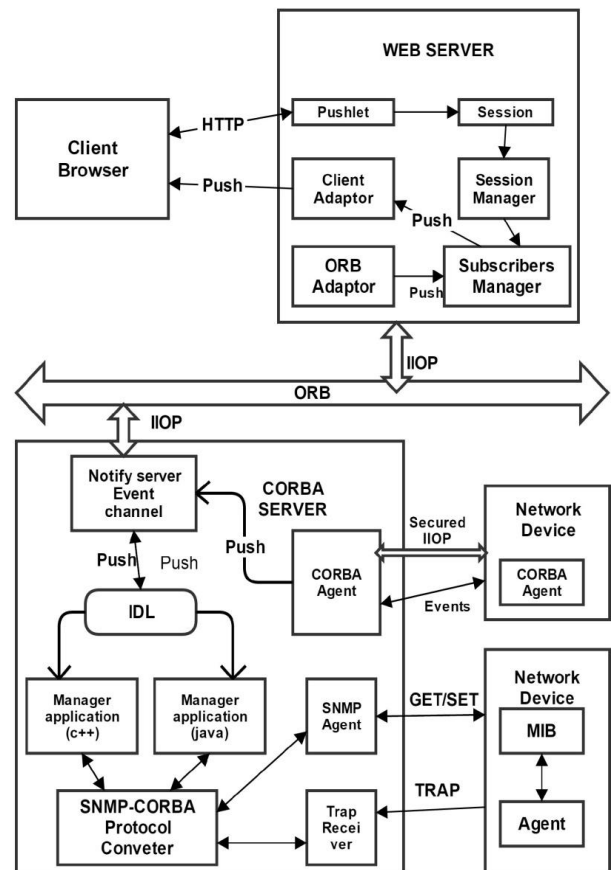 WEB SERVER
Client
Browser
HTTP
Pushlet
Session
Push
Client
Adaptor
Session
Manager
Push
ORB
Adaptor
Push
Subscribers
Manager
IIOP
ORB
IIOP
Notify server
Event
channel
CORBA
SERVER
Push
Push
Push
IDL
CORBA
Agent
Secured
IIOP
Events
Network
Device
CORBA
Agent
Manager
application
(c++)
Manager
application
(java)
SNMP
Agent
GET/SET
Network
Device
MIB
SNMP-CORBA
Protocol
Conveter
Trap
Recei
ver
TRAP
Agent